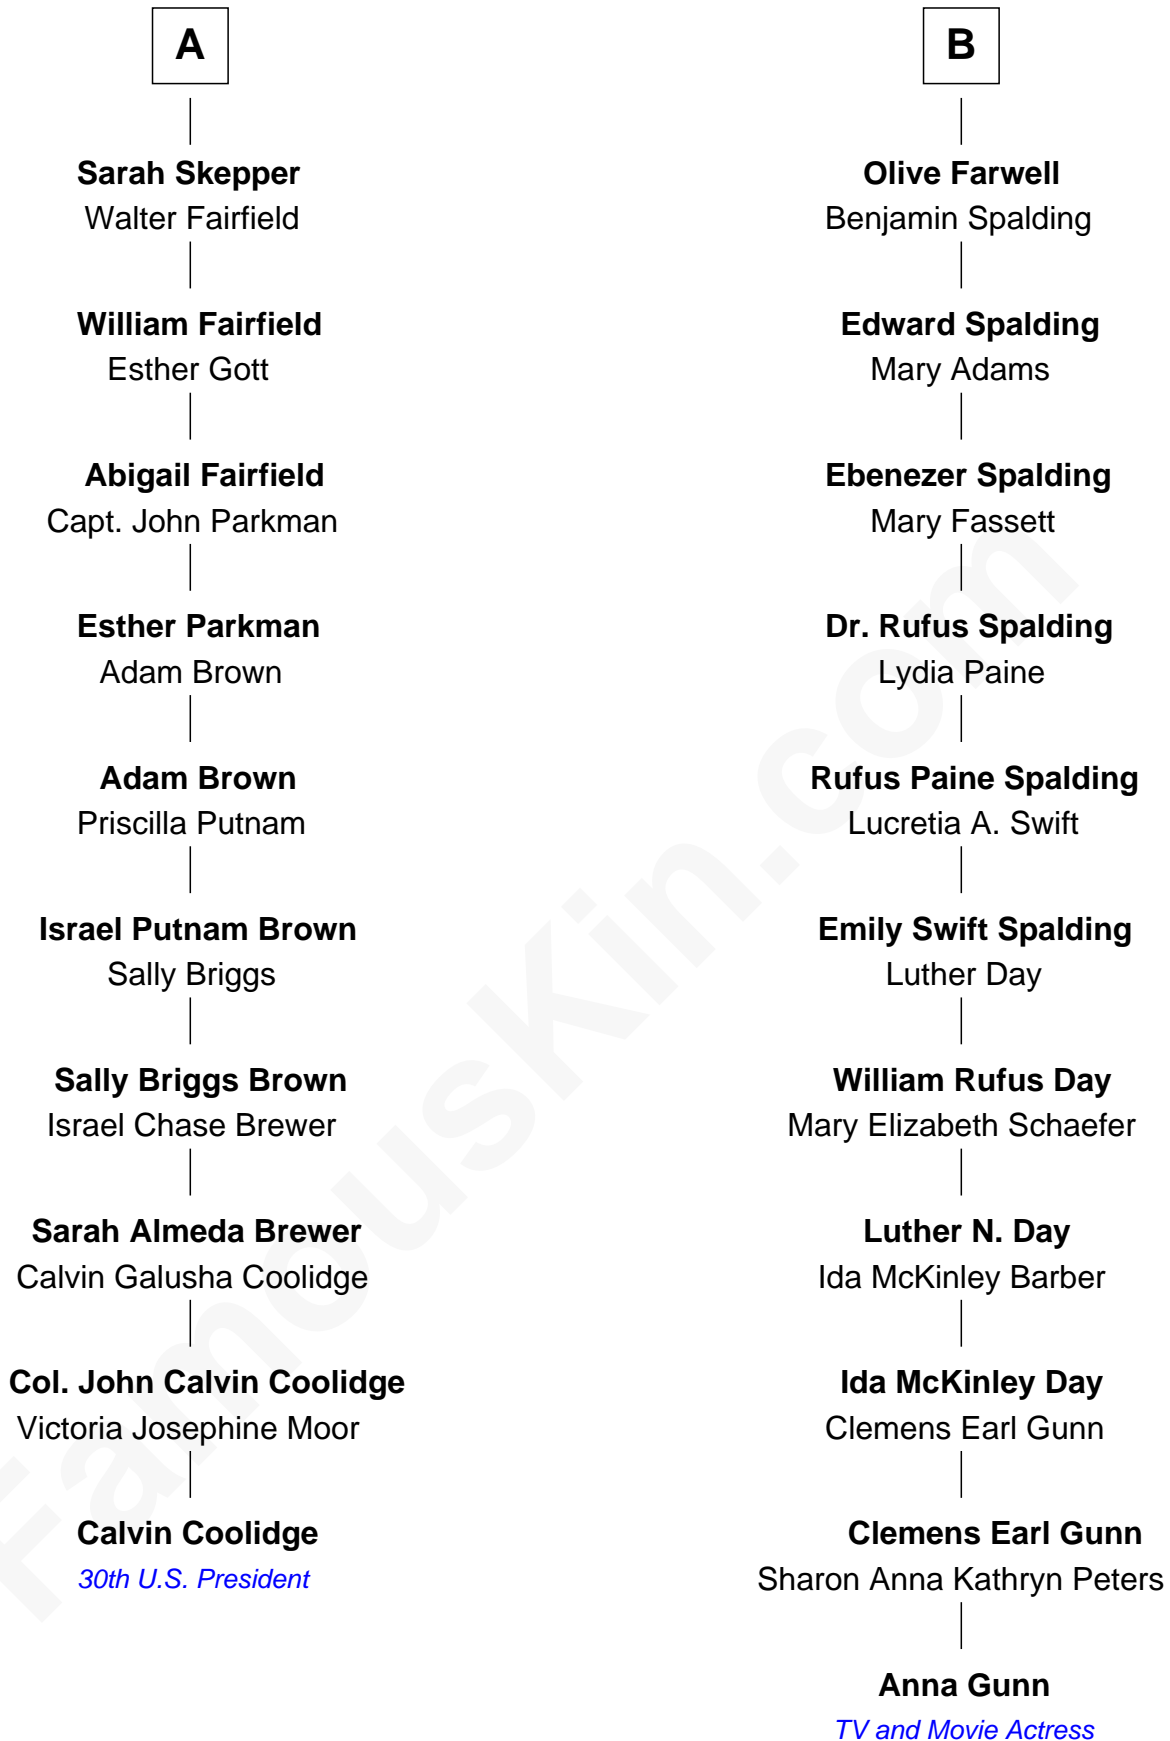 A
Sarah Skepper
Walter Fairfield
William Fairfield
Esther Gott
Abigail Fairfield
Capt. John Parkman
Esther Parkman
Adam Brown
Adam Brown
Priscilla Putnam
Israel Putnam Brown
Sally Briggs
Sally Briggs Brown
Israel Chase Brewer
Sarah Almeda Brewer
Calvin Galusha Coolidge
Col. John Calvin Coolidge
Victoria Josephine Moor
Calvin Coolidge
30th U.S. President
B
Olive Farwell
Benjamin Spalding
Edward Spalding
Mary Adams
Ebenezer Spalding
Mary Fassett
Dr. Rufus Spalding
Lydia Paine
Rufus Paine Spalding
Lucretia A. Swift
Emily Swift Spalding
Luther Day
William Rufus Day
Mary Elizabeth Schaefer
Luther N. Day
Ida McKinley Barber
Ida McKinley Day
Clemens Earl Gunn
Clemens Earl Gunn
Sharon Anna Kathryn Peters
Anna Gunn
TV and Movie Actress
FamousKin.com